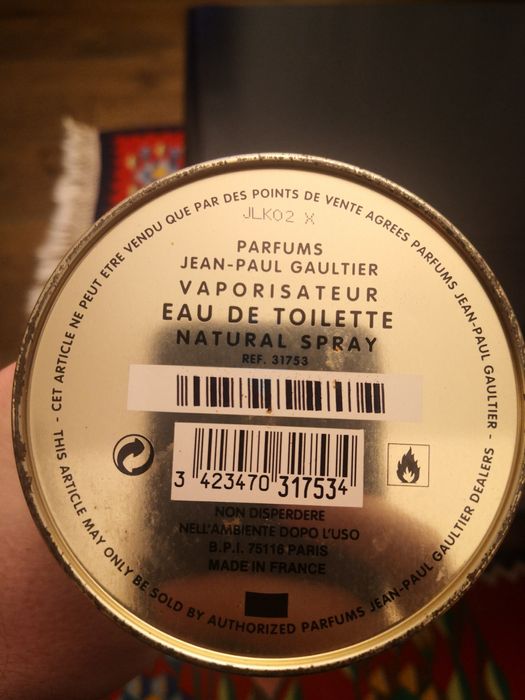 - CET ARTICLE NE PEUT ETRE VENDU QUE PAR DES POINTS DE VENTE AGREES PARFUMS JEAN-PAUL GAULTIER -
JLK02 X
PARFUMS
JEAN-PAUL GAULTIER
VAPORISATEUR
EAU DE TOILETTE
NATURAL SPRAY
REF. 31753
3 423470 317534
NON DISPERDERE
NELL'AMBIENTE DOPO L'USO
B.P.I. 75116 PARIS
MADE IN FRANCE
THIS ARTICLE MAY ONLY BE SOLD BY AUTHORIZED PARFUMS JEAN-PAUL GAULTIER DEALERS -